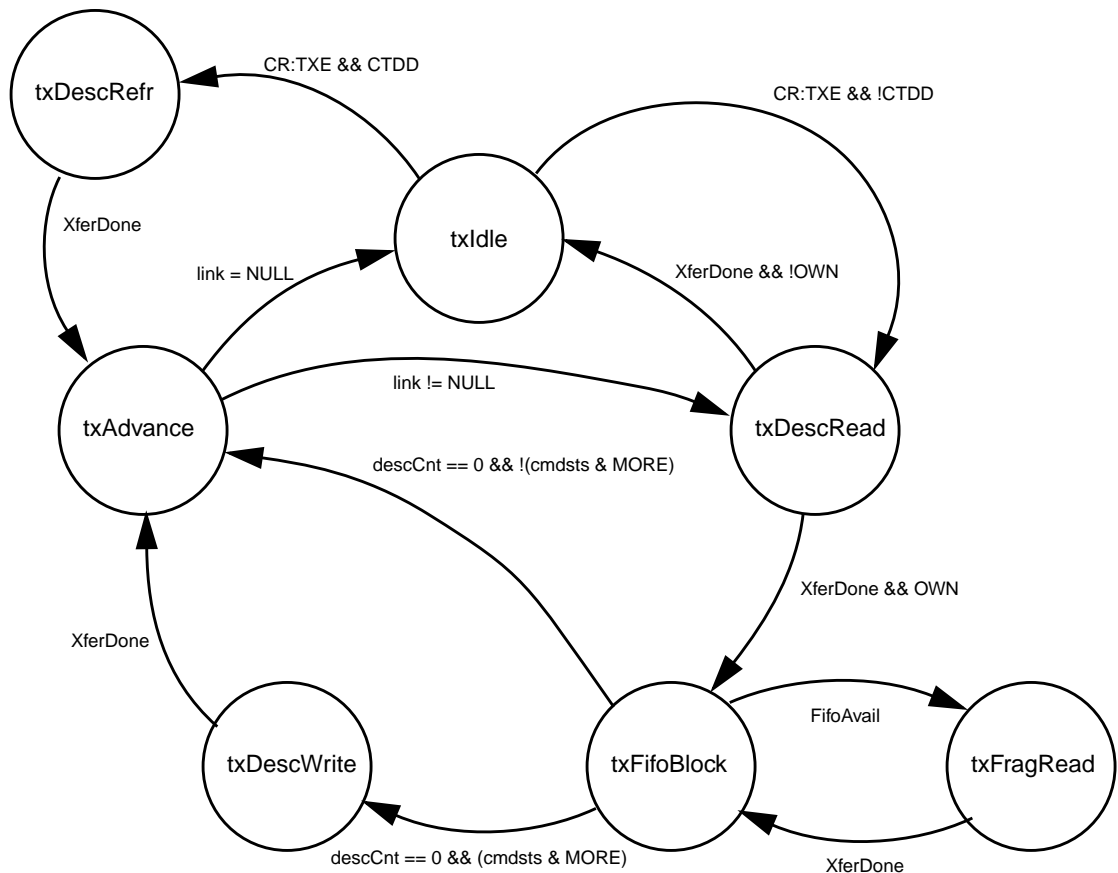 CR:TXE && CTDD
txDescRefr
CR:TXE && !CTDD
XferDone
txIdle
link = NULL
XferDone && !OWN
link != NULL
txAdvance
txDescRead
descCnt == 0 && !(cmdsts & MORE)
XferDone && OWN
XferDone
FifoAvail
txDescWrite
txFifoBlock
txFragRead
descCnt == 0 && (cmdsts & MORE)
XferDone